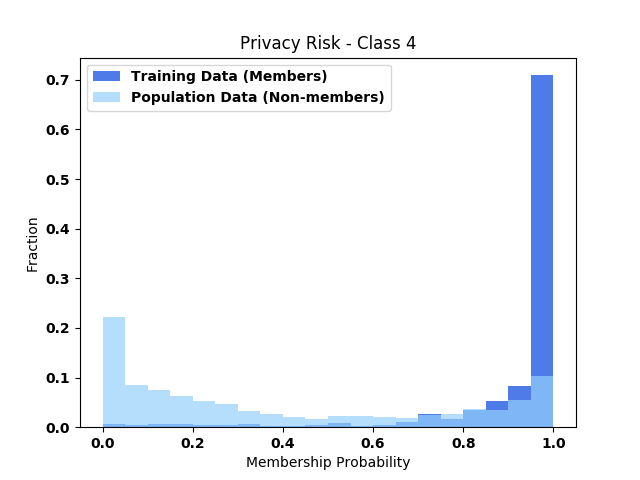 Privacy Risk - Class 4
Training Data (Members)
Population Data (Non-members)
0.7
0.6
0.5
0.4
0.3
0.2
0.1
0.0
Fraction
0.0 0.2 0.4 0.6 0.8 1.0
Membership Probability